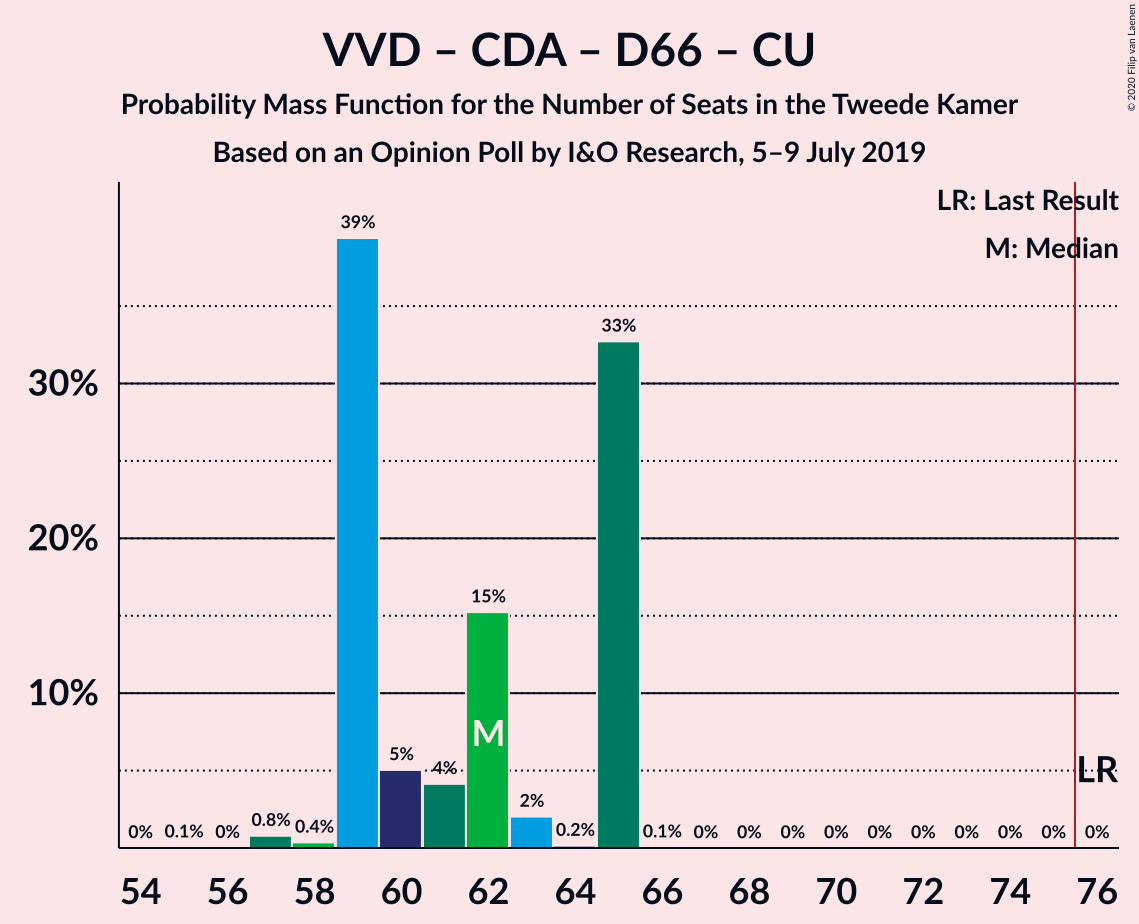 VVD – CDA – D66 – CU
Probability Mass Function for the Number of Seats in the Tweede Kamer
Based on an Opinion Poll by I&O Research, 5–9 July 2019
© 2020 Filip van Laenen
LR: Last Result
M: Median
39%
33%
30%
20%
15%
10%
M
5%
4%
LR
2%
0% 0.1% 0% 0.8% 0.4% 0.2% 0.1% 0% 0% 0% 0% 0% 0% 0% 0% 0% 0%
54 56 58 60 62 64 66 68 70 72 74 76